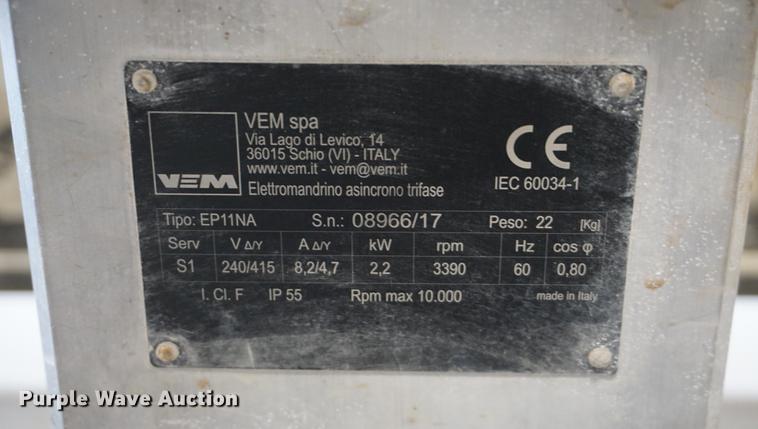 VEM
VEM spa
Via Lago di Levico, 14
36015 Schio (VI) - ITALY
www.vem.it - vem@vem.it
Elettromandrino asincrono trifase
CE
IEC 60034-1
Tipo: EP11NA S.n.: 08966/17 Peso: 22 [Kg]
Serv V Δ/Y A Δ/Y kW rpm Hz cos φ
S1 240/415 8,2/4,7 2,2 3390 60 0,80
I. Cl. F IP 55 Rpm max 10.000 made in Italy
Purple Wave Auction